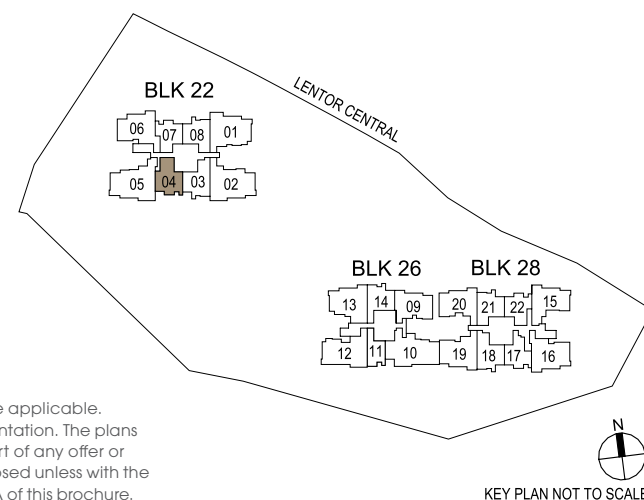 BLK 22
LENTOR CENTRAL
06 07 08 01
05 04 03 02
BLK 26 BLK 28
13 14 09 20 21 22 15
12 11 10 19 18 17 16
e applicable.
ntation. The plans
rt of any offer or
osed unless with the
A of this brochure.
N
KEY PLAN NOT TO SCALE